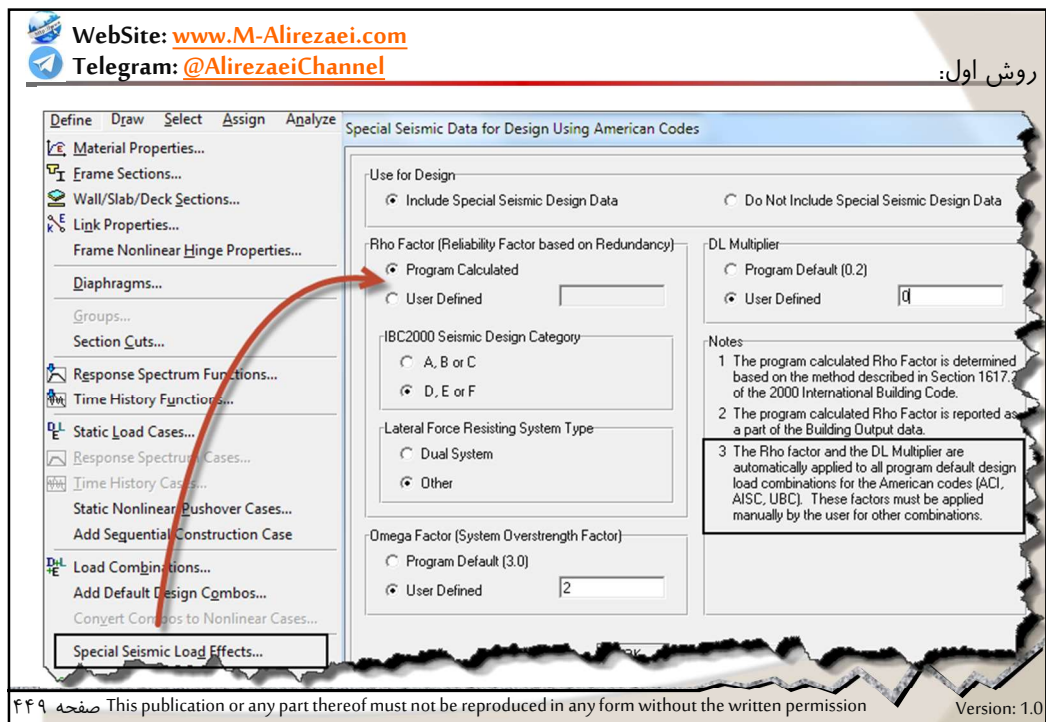 WebSite: www.M-Alirezaei.com
Telegram: @AlirezaeiChannel
روش اول:
Define Draw Select Assign Analyze
Material Properties...
Frame Sections...
Wall/Slab/Deck Sections...
Link Properties...
Frame Nonlinear Hinge Properties...
Diaphragms...
Groups...
Section Cuts...
Response Spectrum Functions...
Time History Functions...
Static Load Cases...
Response Spectrum Cases...
Time History Cases...
Static Nonlinear Pushover Cases...
Add Sequential Construction Case
Load Combinations...
Add Default Design Combos...
Convert Combos to Nonlinear Cases...
Special Seismic Load Effects...
Special Seismic Data for Design Using American Codes
Use for Design
Include Special Seismic Design Data
Do Not Include Special Seismic Design Data
Rho Factor (Reliability Factor based on Redundancy)
Program Calculated
User Defined
IBC2000 Seismic Design Category
A, B or C
D, E or F
Lateral Force Resisting System Type
Dual System
Other
Omega Factor (System Overstrength Factor)
Program Default (3.0)
User Defined 2
DL Multiplier
Program Default (0.2)
User Defined 0
Notes
1 The program calculated Rho Factor is determined
based on the method described in Section 1617.2
of the 2000 International Building Code.
2 The program calculated Rho Factor is reported as
a part of the Building Output data.
3 The Rho factor and the DL Multiplier are
automatically applied to all program default design
load combinations for the American codes (ACI,
AISC, UBC). These factors must be applied
manually by the user for other combinations.
صفحه ۴۴۹ This publication or any part thereof must not be reproduced in any form without the written permission
Version: 1.0